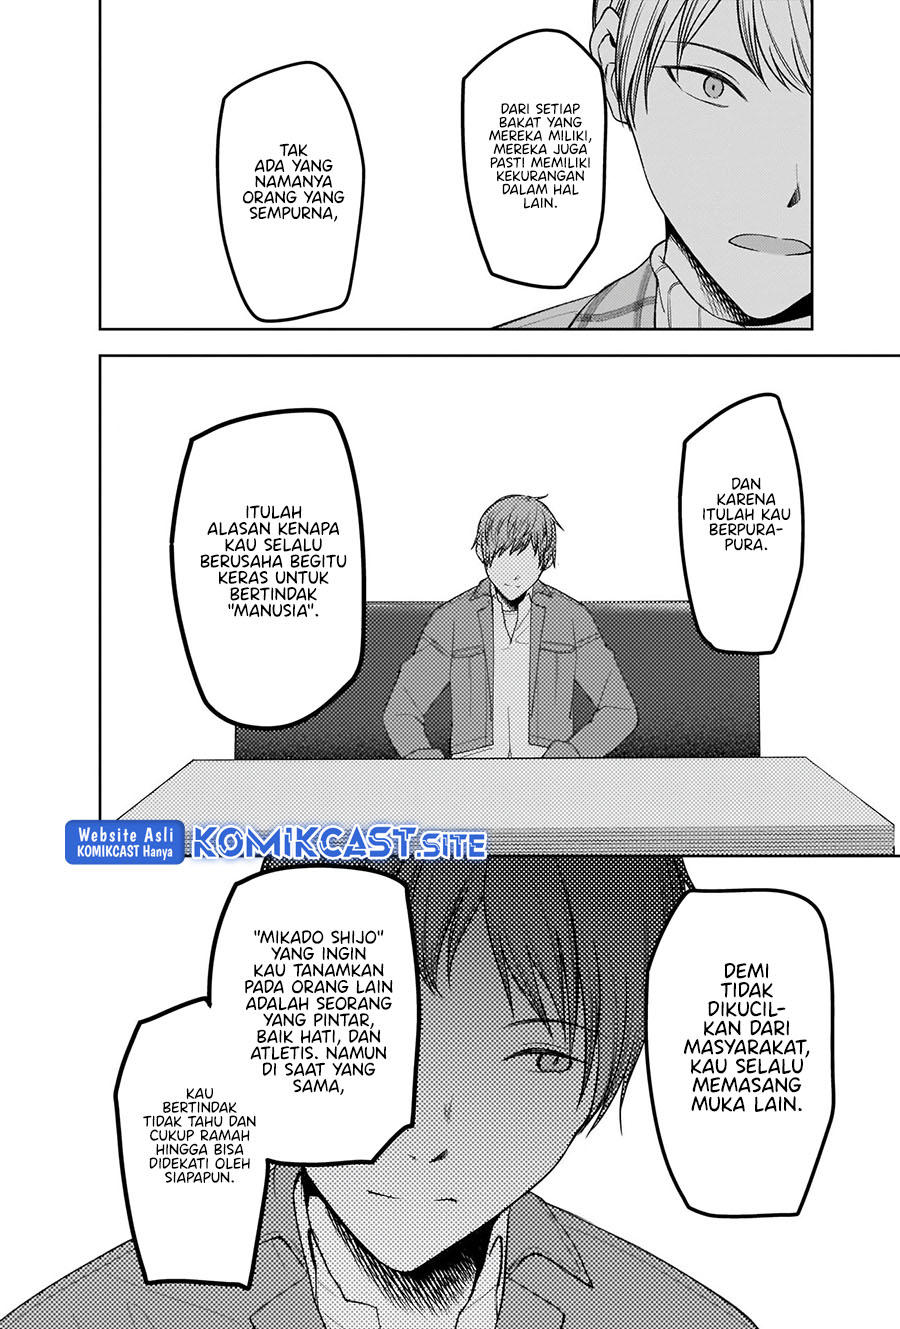 DARI SETIAP
BAKAT YANG
MEREKA MILIKI,
MEREKA JUGA
PASTI MEMILIKI
KEKURANGAN
DALAM HAL
LAIN.
TAK
ADA YANG
NAMANYA
ORANG YANG
SEMPURNA,
DAN
KARENA
ITULAH KAU
BERPURA-
PURA.
ITULAH
ALASAN KENAPA
KAU SELALU
BERUSAHA BEGITU
KERAS UNTUK
BERTINDAK
"MANUSIA".
Website Asli
KOMIKCAST Hanya
KOMIKCAST.SITE
DEMI
TIDAK
DIKUCIL-
KAN DARI
MASYARAKAT,
KAU SELALU
MEMASANG
MUKA LAIN.
"MIKADO SHIJO"
YANG INGIN
KAU TANAMKAN
PADA ORANG LAIN
ADALAH SEORANG
YANG PINTAR,
BAIK HATI, DAN
ATLETIS. NAMUN
DI SAAT YANG
SAMA,
KAU
BERTINDAK
TIDAK TAHU DAN
CUKUP RAMAH
HINGGA BISA
DIDEKATI OLEH
SIAPAPUN.